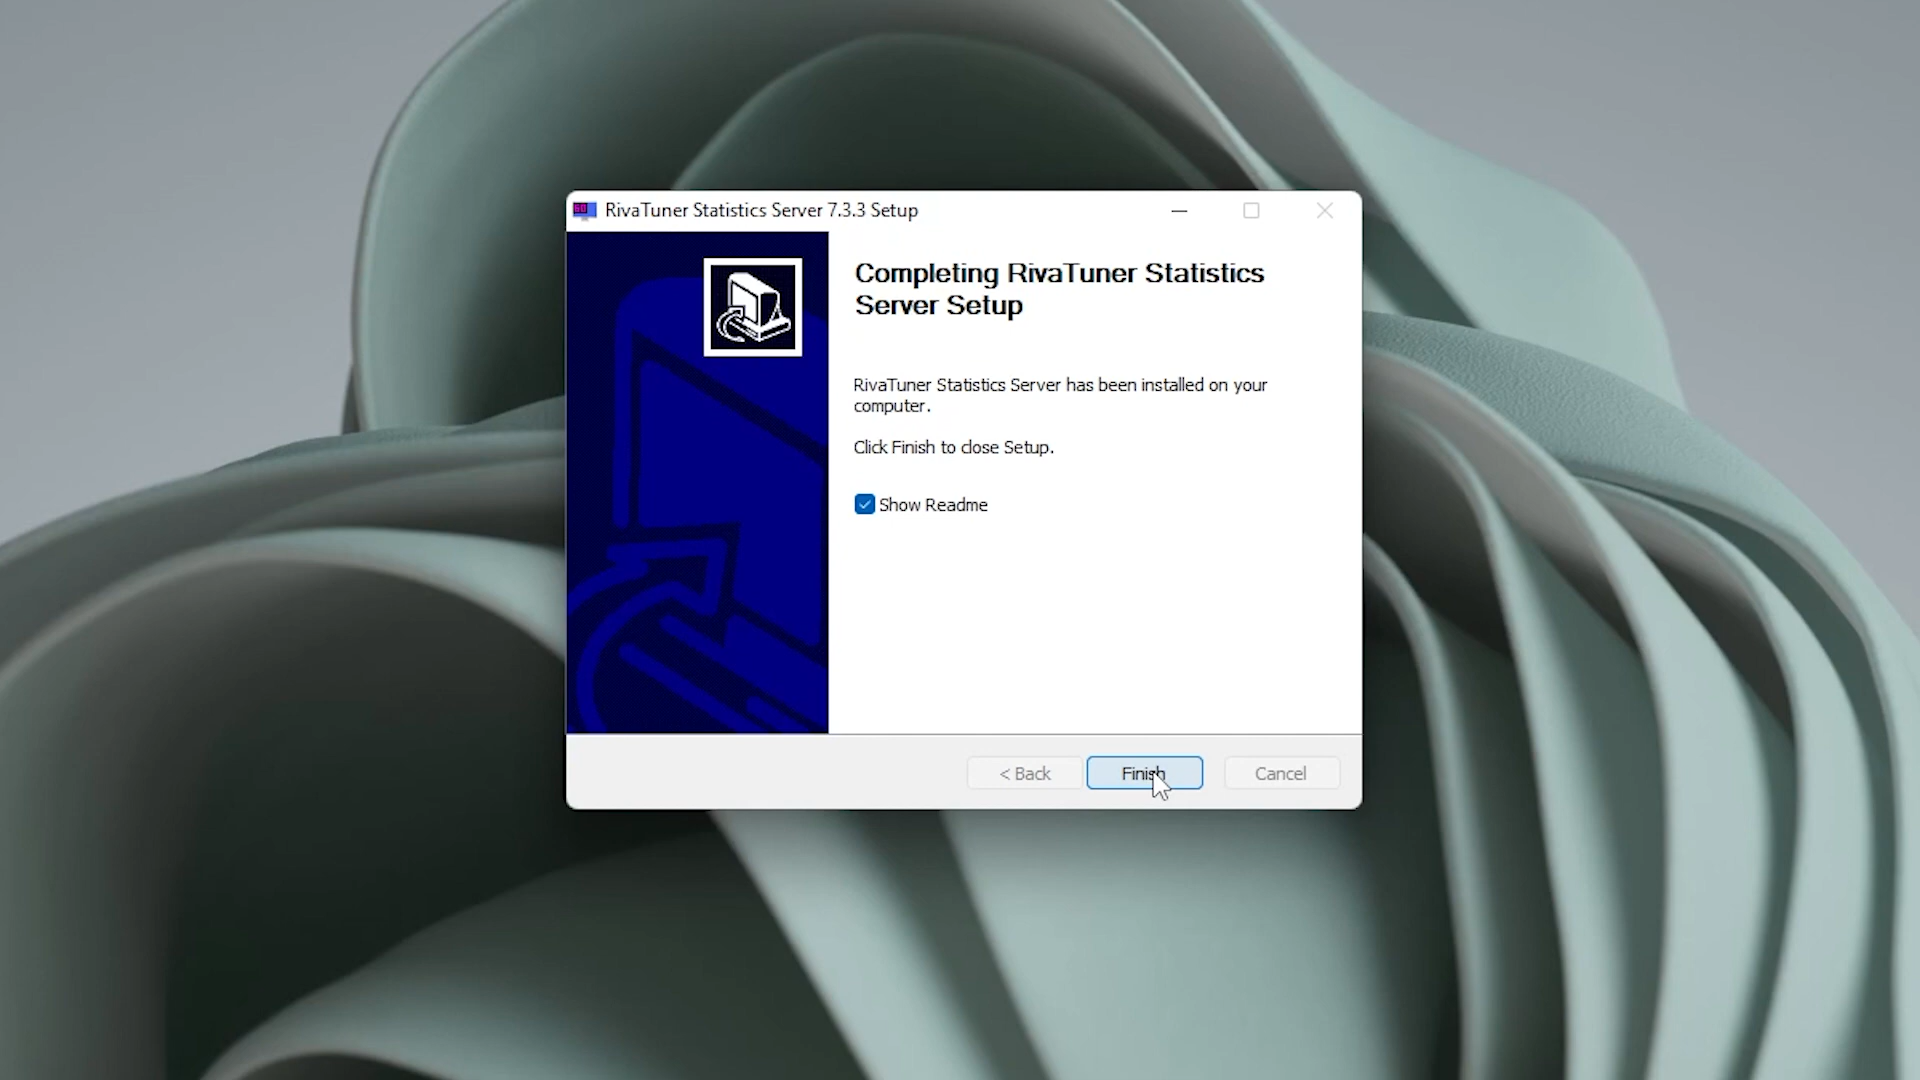 60
RivaTuner Statistics Server 7.3.3 Setup
Completing RivaTuner Statistics
Server Setup
RivaTuner Statistics Server has been installed on your
computer.
Click Finish to close Setup.
Show Readme
< Back
Finish
Cancel